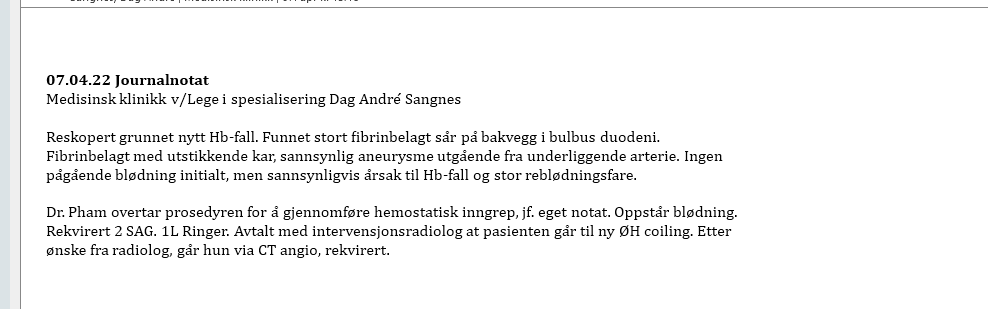 07.04.22 Journalnotat
Medisinsk klinikk v/Lege i spesialisering Dag André Sangnes
Reskopert grunnet nytt Hb-fall. Funnet stort fibrinbelagt sår på bakvegg i bulbus duodeni.
Fibrinbelagt med utstikkende kar, sannsynlig aneurysme utgående fra underliggende arterie. Ingen
pågående blødning initialt, men sannsynligvis årsak til Hb-fall og stor reblødningsfare.
Dr. Pham overtar prosedyren for å gjennomføre hemostatisk inngrep, jf. eget notat. Oppstår blødning.
Rekvirert 2 SAG. 1L Ringer. Avtalt med intervensjonsradiolog at pasienten går til ny ØH coiling. Etter
ønske fra radiolog, går hun via CT angio, rekvirert.